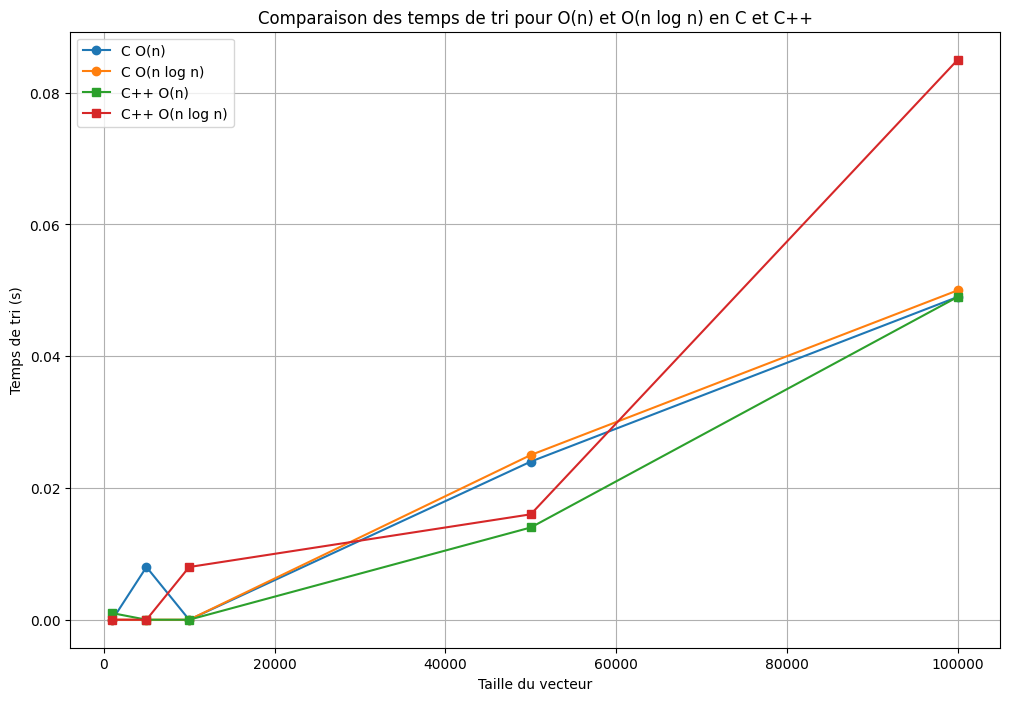 Comparaison des temps de tri pour O(n) et O(n log n) en C et C++
C O(n)
C O(n log n)
C++ O(n)
C++ O(n log n)
Temps de tri (s)
0.08
0.06
0.04
0.02
0.00
0
20000
40000
60000
80000
100000
Taille du vecteur